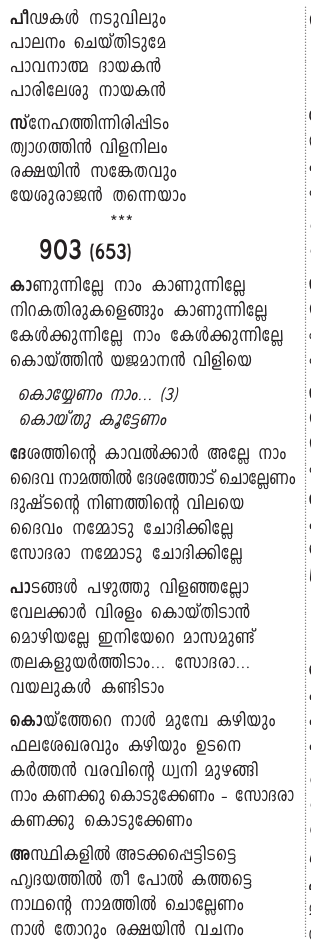 പീഢകൾ നടുവിലും
പാലനം ചെയ്തിടുമേ
പാവനാത്മ ദായകൻ
പാരിലേശു നായകൻ
സ്നേഹത്തിന്നിരിപ്പിടം
ത്യാഗത്തിൻ വിളനിലം
രക്ഷയിൻ സങ്കേതവും
യേശുരാജൻ തന്നെയാം
***
903 (653)
കാണുന്നില്ലേ നാം കാണുന്നില്ലേ
നിറകതിരുകളെങ്ങും കാണുന്നില്ലേ
കേൾക്കുന്നില്ലേ നാം കേൾക്കുന്നില്ലേ
കൊയ്ത്തിൻ യജമാനൻ വിളിയെ
കൊയ്യേണം നാം... (3)
കൊയ്തു കൂട്ടേണം
ദേശത്തിന്റെ കാവൽക്കാർ അല്ലേ നാം
ദൈവ നാമത്തിൽ ദേശത്തോട് ചൊല്ലേണം
ദുഷ്ടന്റെ നിണത്തിന്റെ വിലയെ
ദൈവം നമ്മോടു ചോദിക്കില്ലേ
സോദരാ നമ്മോടു ചോദിക്കില്ലേ
പാടങ്ങൾ പഴുത്തു വിളഞ്ഞല്ലോ
വേലക്കാർ വിരളം കൊയ്തിടാൻ
മൊഴിയല്ലേ ഇനിയേറെ മാസമുണ്ട്
തലകളുയർത്തിടാം... സോദരാ...
വയലുകൾ കണ്ടിടാം
കൊയ്ത്തേറെ നാൾ മുമ്പേ കഴിയും
ഫലശേഖരവും കഴിയും ഉടനെ
കർത്തൻ വരവിന്റെ ധ്വനി മുഴങ്ങി
നാം കണക്കു കൊടുക്കേണം – സോദരാ
കണക്കു കൊടുക്കേണം
അസ്ഥികളിൽ അടക്കപ്പെട്ടിടട്ടെ
ഹൃദയത്തിൽ തീ പോൽ കത്തട്ടെ
നാഥന്റെ നാമത്തിൽ ചൊല്ലേണം
നാൾ തോറും രക്ഷയിൻ വചനം